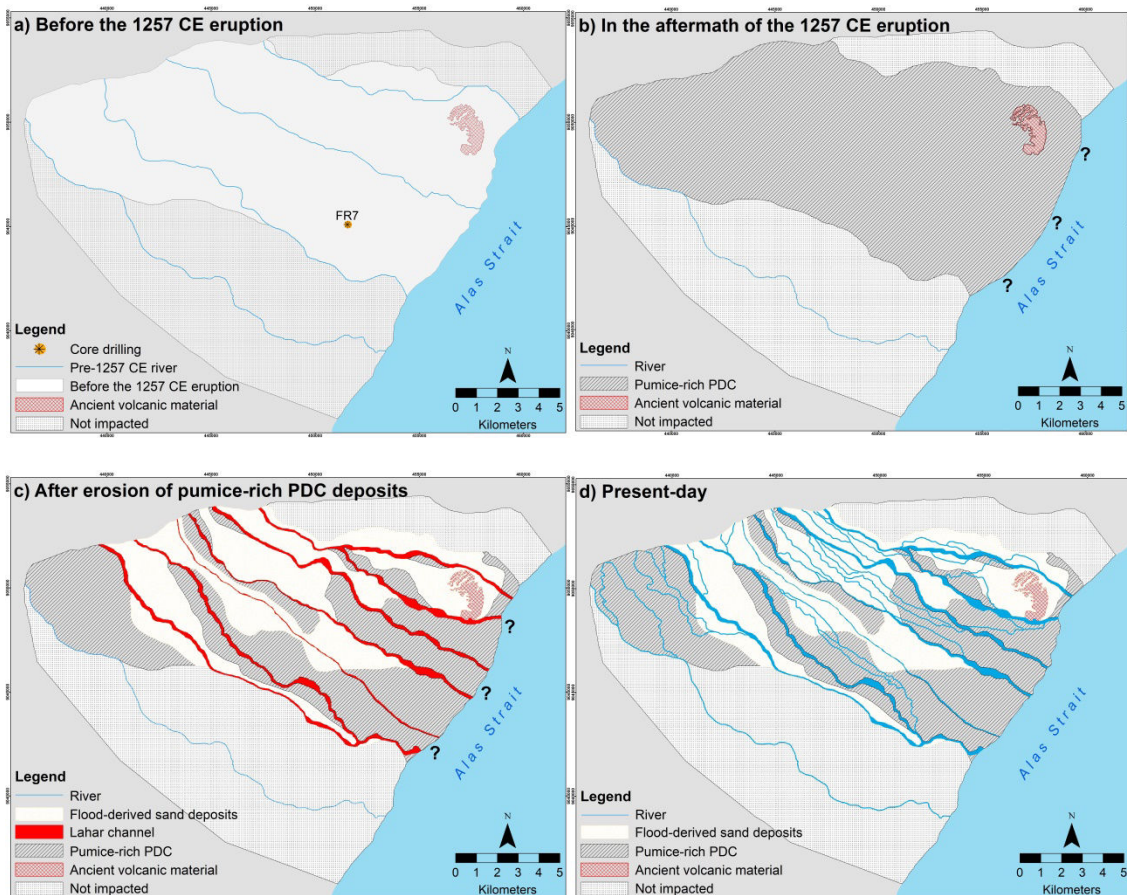 a) Before the 1257 CE eruption
FR7
Alas Strait
Legend
Core drilling
Pre-1257 CE river
Before the 1257 CE eruption
Ancient volcanic material
Not impacted
N
0 1 2 3 4 5
Kilometers
b) In the aftermath of the 1257 CE eruption
?
?
?
Alas Strait
Legend
River
Pumice-rich PDC
Ancient volcanic material
Not impacted
N
0 1 2 3 4 5
Kilometers
c) After erosion of pumice-rich PDC deposits
?
?
?
Alas Strait
Legend
River
Flood-derived sand deposits
Lahar channel
Pumice-rich PDC
Ancient volcanic material
Not impacted
N
0 1 2 3 4 5
Kilometers
d) Present-day
Alas Strait
Legend
River
Flood-derived sand deposits
Pumice-rich PDC
Ancient volcanic material
Not impacted
N
0 1 2 3 4 5
Kilometers